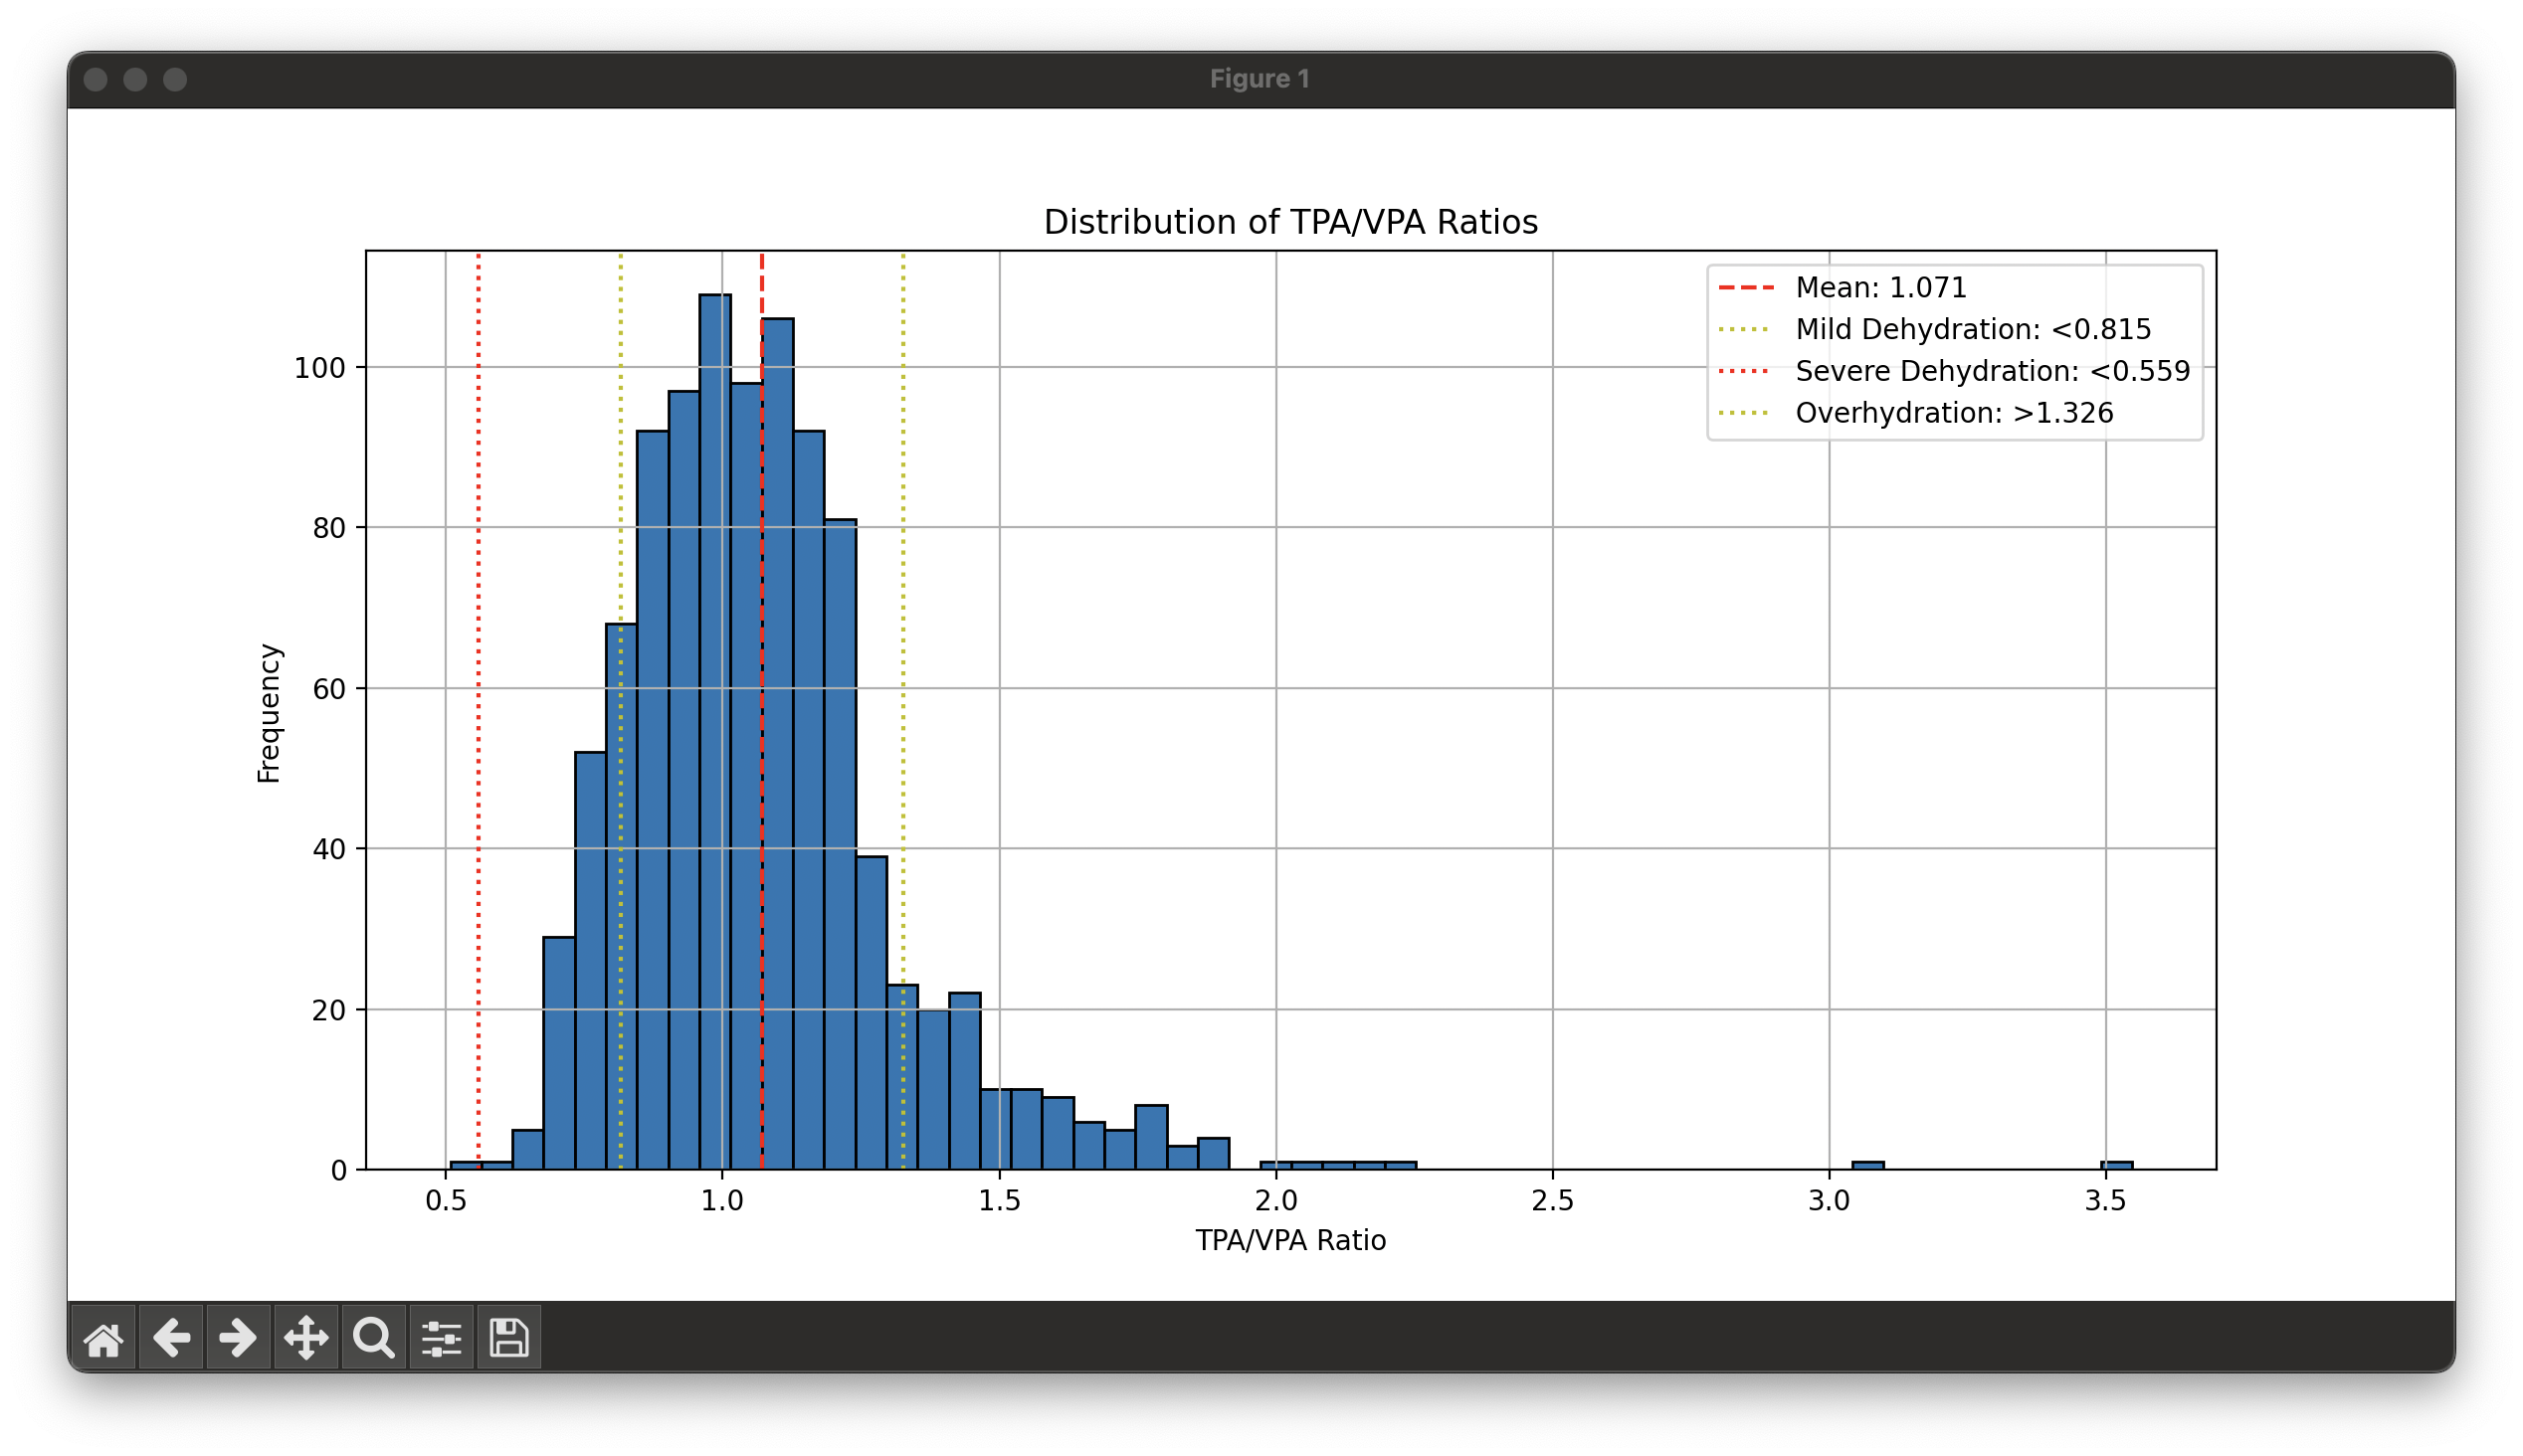 Figure 1
Distribution of TPA/VPA Ratios
Mean: 1.071
Mild Dehydration: <0.815
Severe Dehydration: <0.559
Overhydration: >1.326
Frequency
100
80
60
40
20
0
0.5 1.0 1.5 2.0 2.5 3.0 3.5
TPA/VPA Ratio